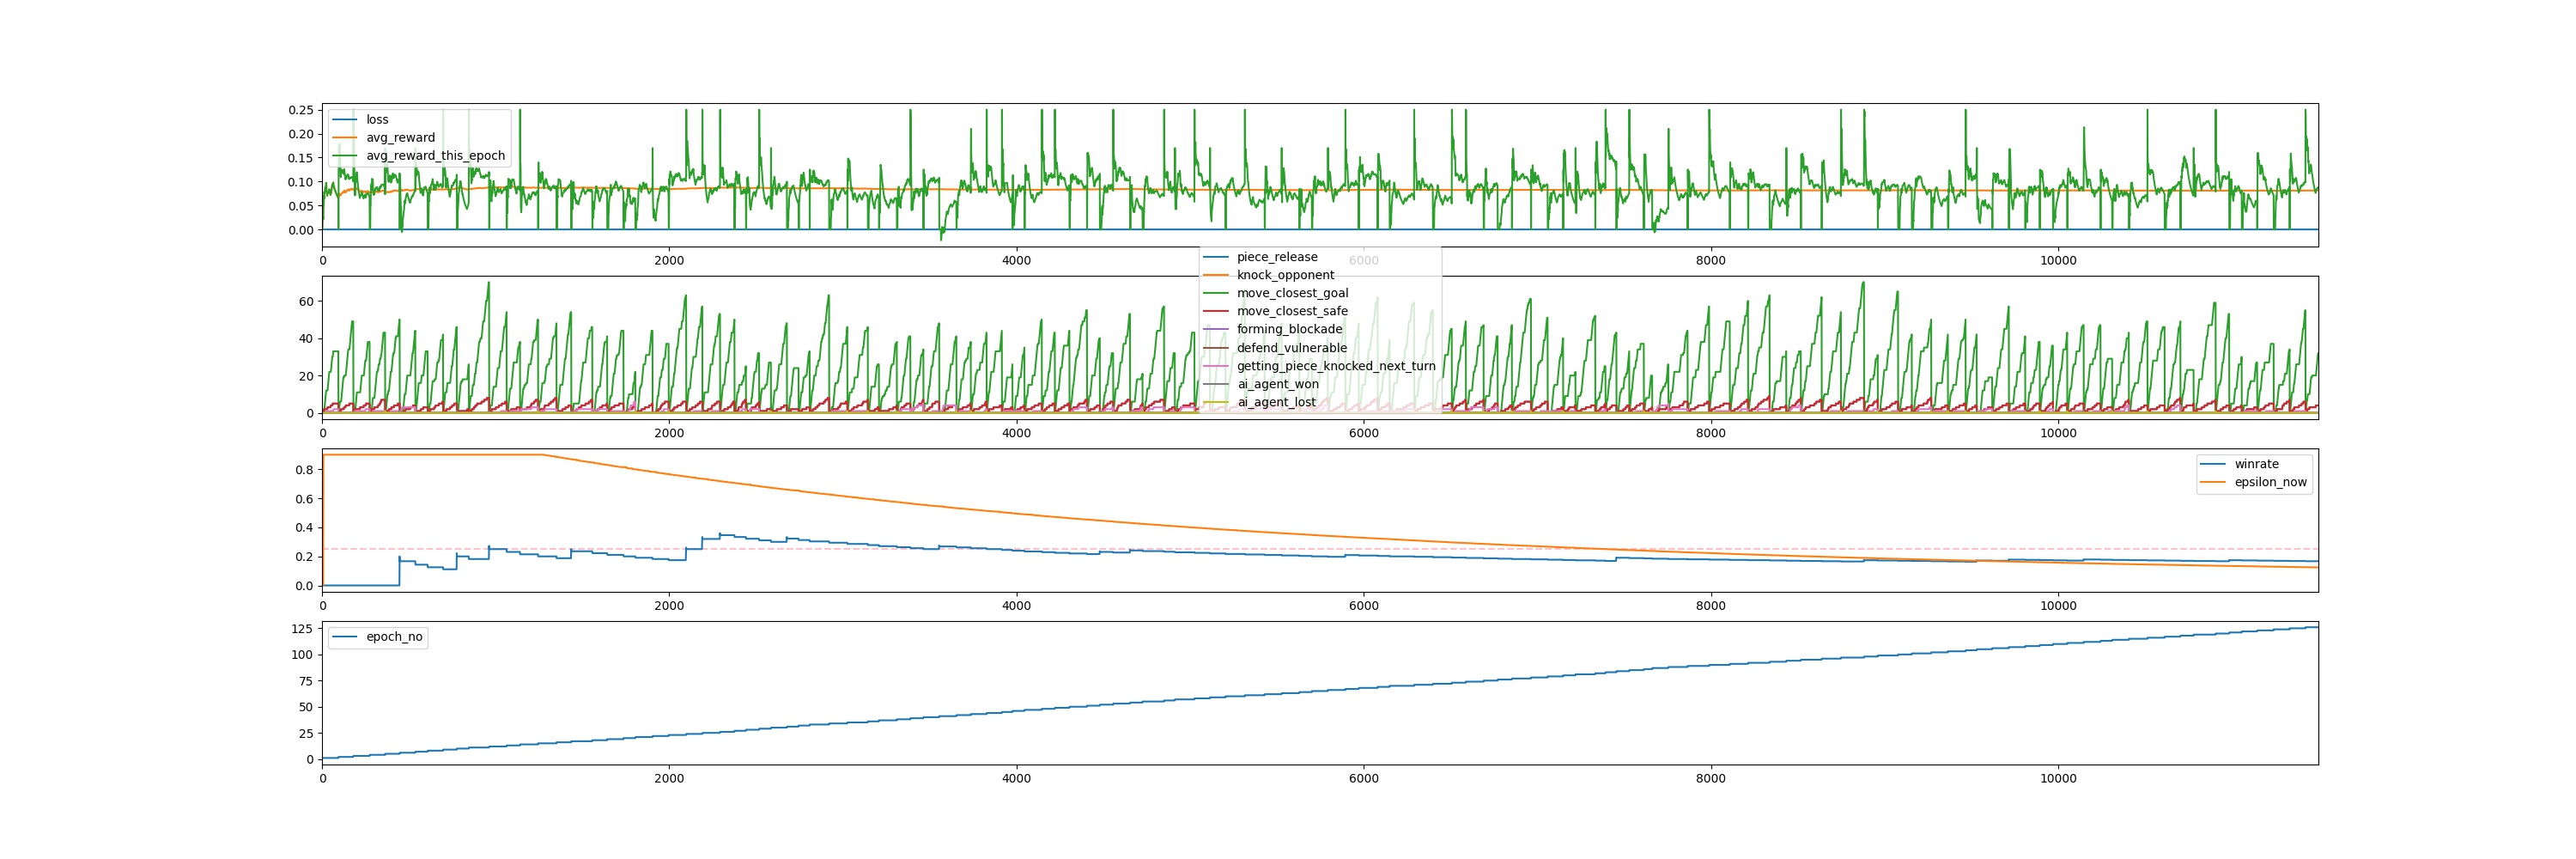 0.25
0.20
0.15
0.10
0.05
0.00
loss
avg_reward
avg_reward_this_epoch
0 2000 4000 6000 8000 10000
60
40
20
0
piece_release
knock_opponent
move_closest_goal
move_closest_safe
forming_blockade
defend_vulnerable
getting_piece_knocked_next_turn
ai_agent_won
ai_agent_lost
0 2000 4000 6000 8000 10000
0.8
0.6
0.4
0.2
0.0
winrate
epsilon_now
0 2000 4000 6000 8000 10000
125
100
75
50
25
0
epoch_no
0 2000 4000 6000 8000 10000